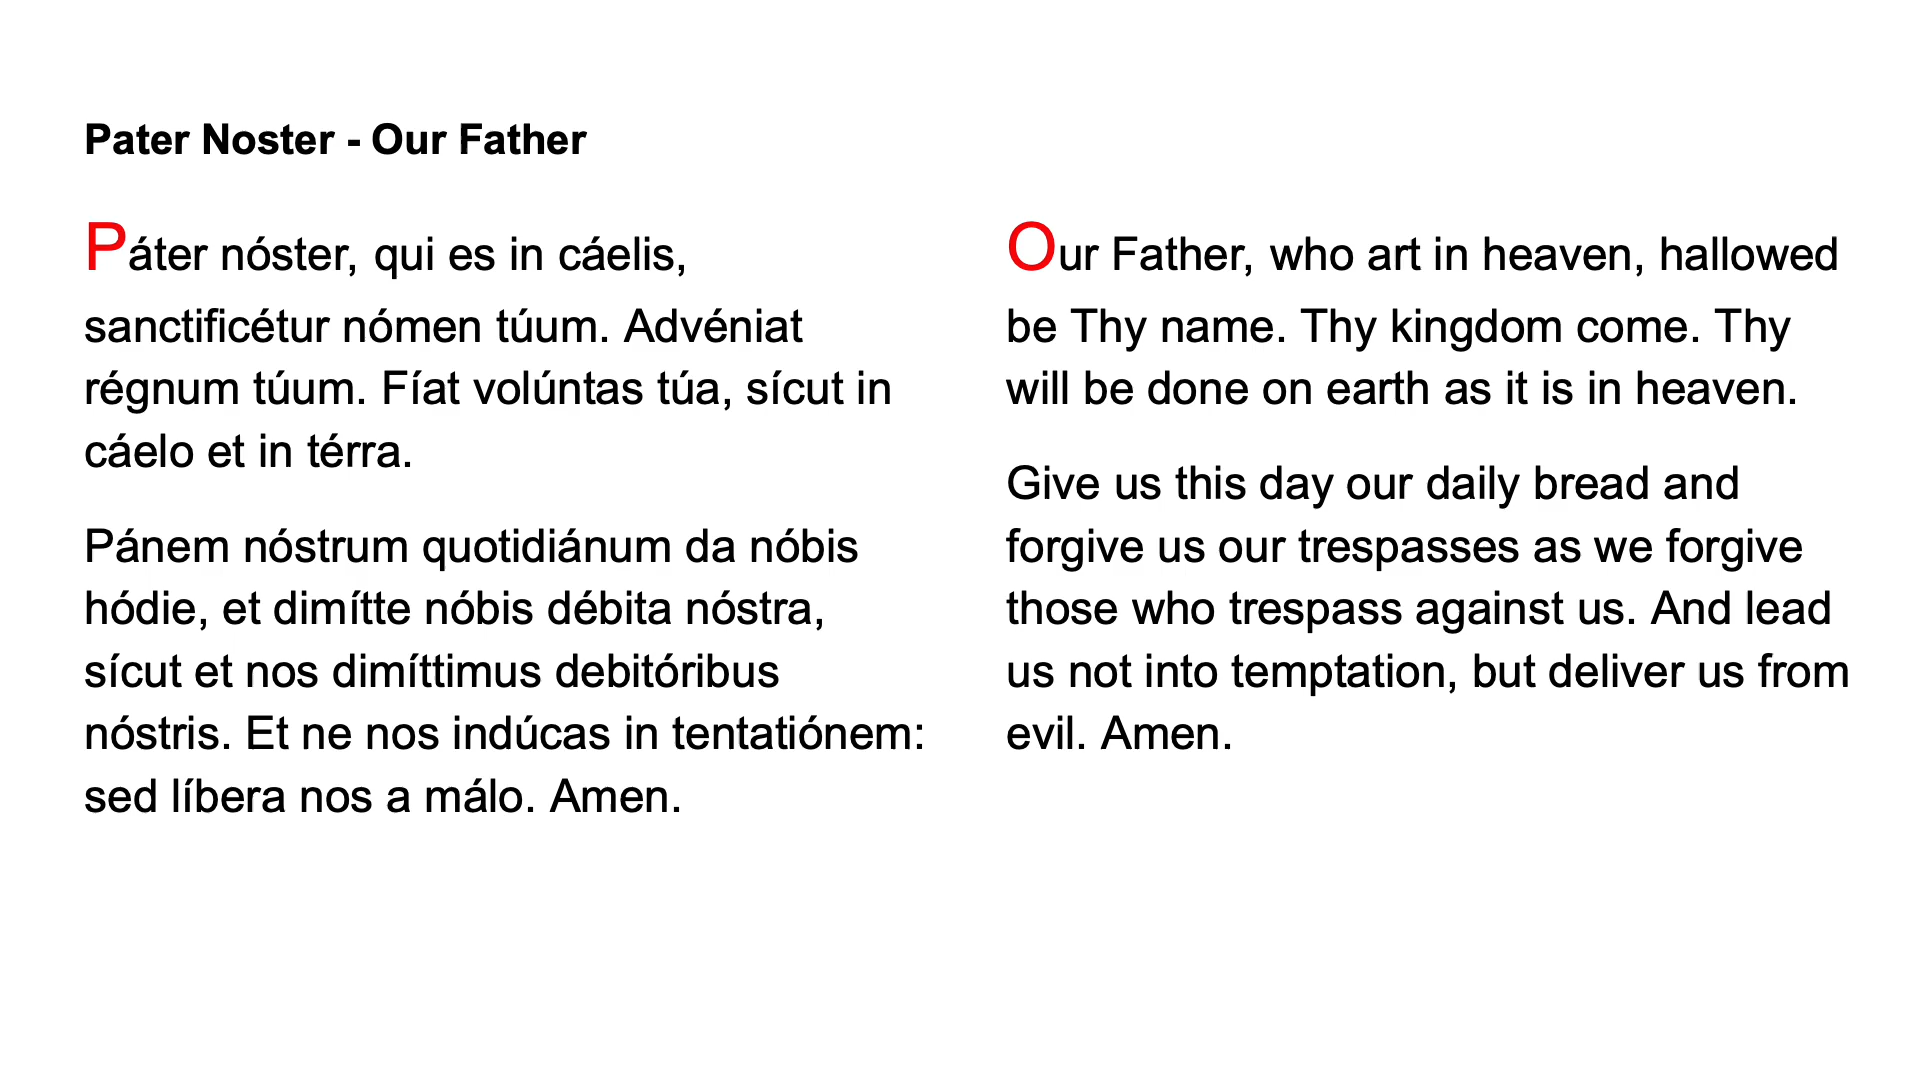 Pater Noster - Our Father
Páter nóster, qui es in cáelis,
sanctificétur nómen túum. Advéniat
régnum túum. Fíat volúntas túa, sícut in
cáelo et in térra.
Pánem nóstrum quotidiánum da nóbis
hódie, et dimítte nóbis débita nóstra,
sícut et nos dimíttimus debitóribus
nóstris. Et ne nos indúcas in tentatiónem:
sed líbera nos a málo. Amen.
Our Father, who art in heaven, hallowed
be Thy name. Thy kingdom come. Thy
will be done on earth as it is in heaven.
Give us this day our daily bread and
forgive us our trespasses as we forgive
those who trespass against us. And lead
us not into temptation, but deliver us from
evil. Amen.